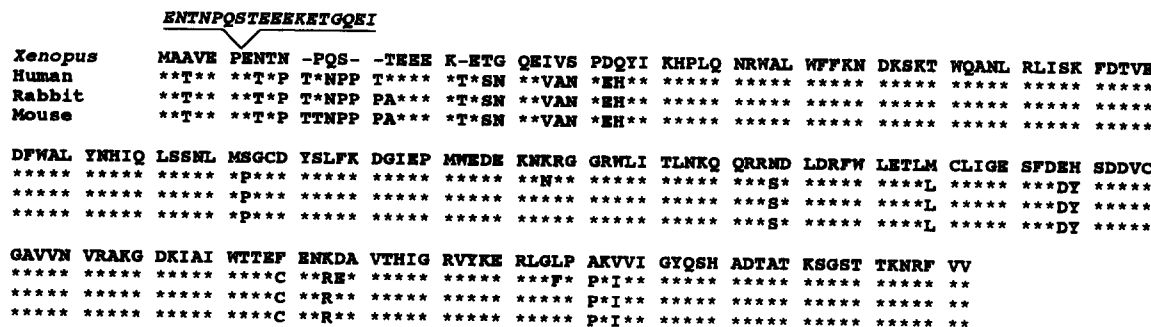 ENTNPQSTEEEKETGQEI
Xenopus MAAVE PENTN -PQS- -TEEE K-ETG QEIVS PDQYI KHPLQ NRWAL WFFKN DKSKT WQANL RLISK FDTVE
Human **T** **T*P T*NPP T**** *T*SN **VAN *EH** ***** ***** ***** ***** ***** ***** *****
Rabbit **T** **T*P T*NPP PA*** *T*SN **VAN *EH** ***** ***** ***** ***** ***** ***** *****
Mouse **T** **T*P TTNPP PA*** *T*SN **VAN *EH** ***** ***** ***** ***** ***** ***** *****
DFWAL YNHIQ LSSNL MSGCD YSLFK DGIEP MWEDE KNKRG GRWLI TLNKQ QRRND LDRFW LETLM CLIGE SFDEH SDDVC
***** ***** ***** *P*** ***** ***** ***** **N** ***** ***** ***S* ***** ****L ***** ***DY *****
***** ***** ***** *P*** ***** ***** ***** ***** ***** ***** ***S* ***** ****L ***** ***DY *****
***** ***** ***** *P*** ***** ***** ***** ***** ***** ***** ***S* ***** ****L ***** ***DY *****
GAVVN VRAKG DKIAI WTTEF ENKDA VTHIG RVYKE RLGLP AKVVI GYQSH ADTAT KSGST TKNRF VV
***** ***** ***** ****C **RE* ***** ***** ***F* P*I** ***** ***** ***** ***** **
***** ***** ***** ****C **R** ***** ***** ***** P*I** ***** ***** ***** ***** **
***** ***** ***** ****C **R** ***** ***** ***** P*I** ***** ***** ***** ***** **